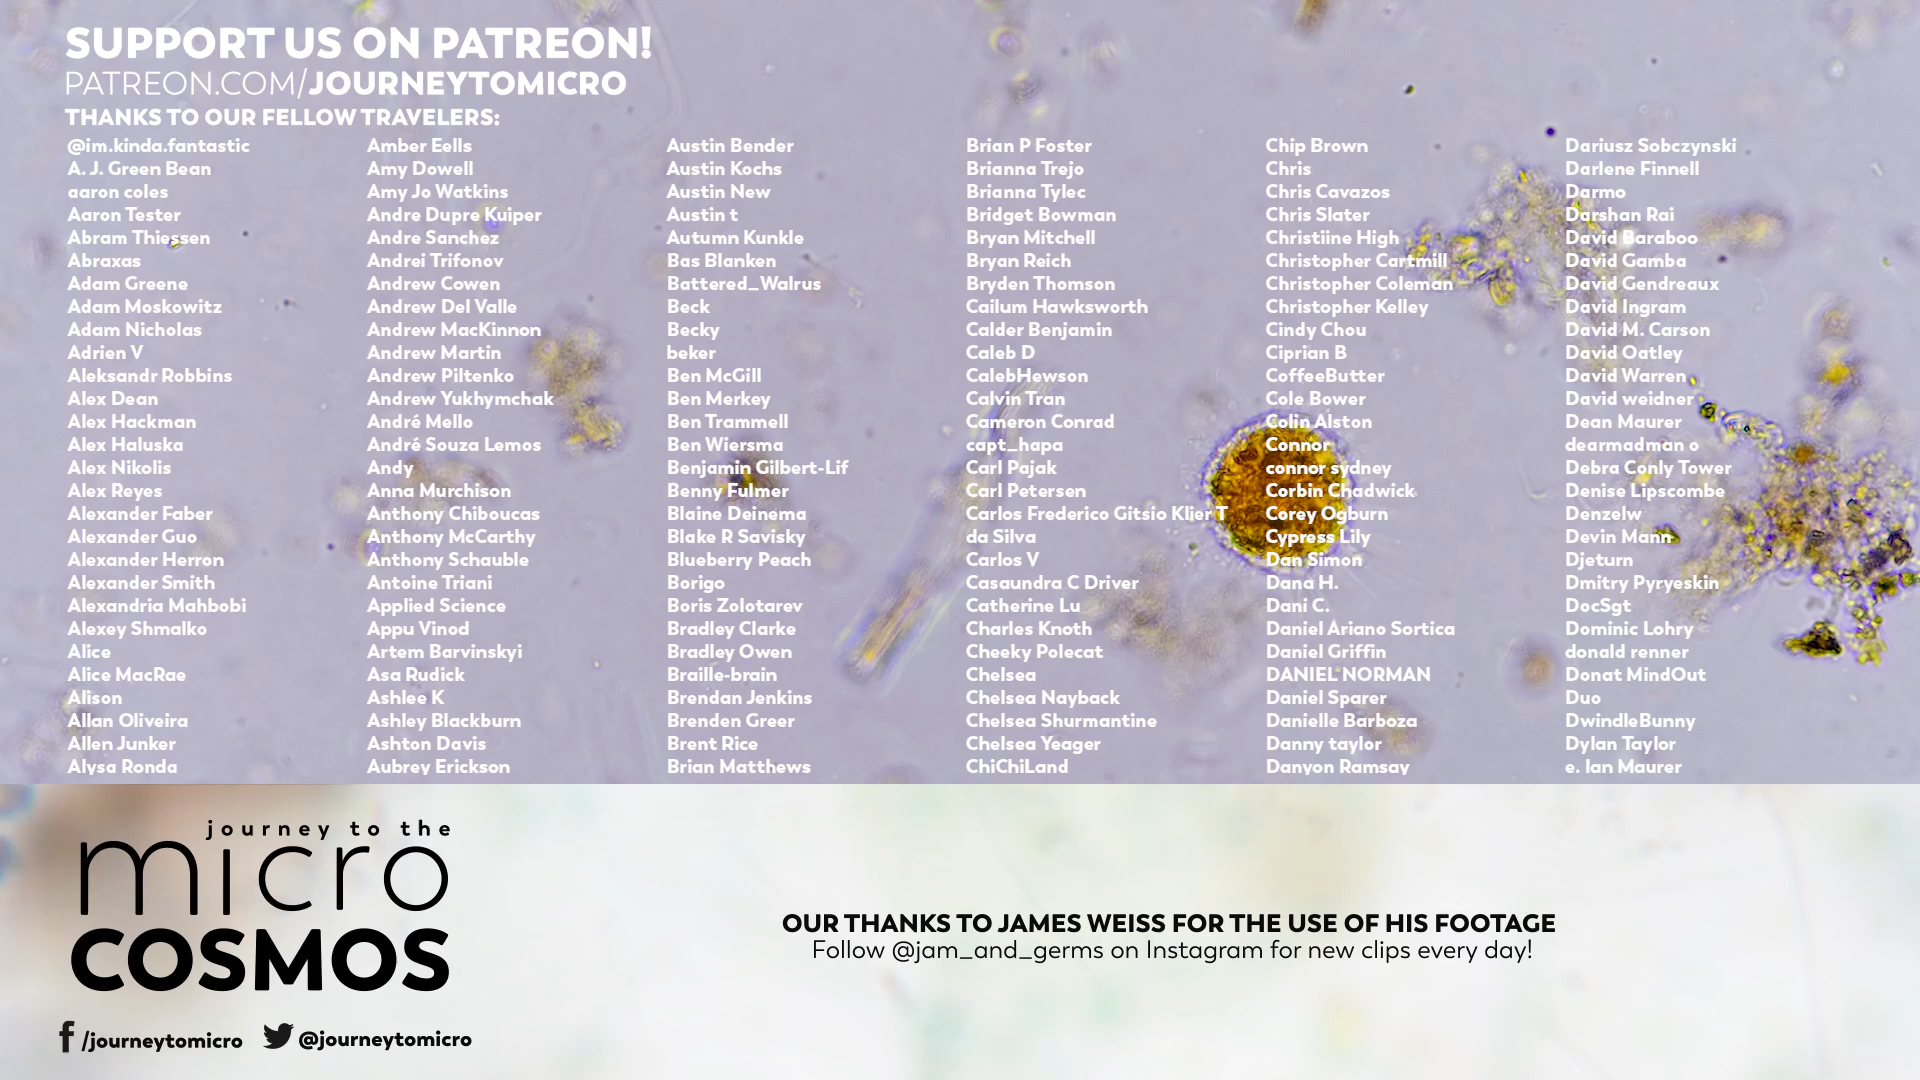 SUPPORT US ON PATREON!
PATREON.COM/JOURNEYTOMICRO
THANKS TO OUR FELLOW TRAVELERS:
@im.kinda.fantastic
A. J. Green Bean
aaron coles
Aaron Tester
Abram Thiessen
Abraxas
Adam Greene
Adam Moskowitz
Adam Nicholas
Adrien V
Aleksandr Robbins
Alex Dean
Alex Hackman
Alex Haluska
Alex Nikolis
Alex Reyes
Alexander Faber
Alexander Guo
Alexander Herron
Alexander Smith
Alexandria Mahbobi
Alexey Shmalko
Alice
Alice MacRae
Alison
Allan Oliveira
Allen Junker
Alysa Ronda
Amber Eells
Amy Dowell
Amy Jo Watkins
Andre Dupre Kuiper
Andre Sanchez
Andrei Trifonov
Andrew Cowen
Andrew Del Valle
Andrew MacKinnon
Andrew Martin
Andrew Piltenko
Andrew Yukhymchak
André Mello
André Souza Lemos
Andy
Anna Murchison
Anthony Chiboucas
Anthony McCarthy
Anthony Schauble
Antoine Triani
Applied Science
Appu Vinod
Artem Barvinskyi
Asa Rudick
Ashlee K
Ashley Blackburn
Ashton Davis
Aubrey Erickson
Austin Bender
Austin Kochs
Austin New
Austin t
Autumn Kunkle
Bas Blanken
Battered_Walrus
Beck
Becky
beker
Ben McGill
Ben Merkey
Ben Trammell
Ben Wiersma
Benjamin Gilbert-Lif
Benny Fulmer
Blaine Deinema
Blake R Savisky
Blueberry Peach
Borigo
Boris Zolotarev
Bradley Clarke
Bradley Owen
Braille-brain
Brendan Jenkins
Brenden Greer
Brent Rice
Brian Matthews
Brian P Foster
Brianna Trejo
Brianna Tylec
Bridget Bowman
Bryan Mitchell
Bryan Reich
Bryden Thomson
Cailum Hawksworth
Calder Benjamin
Caleb D
CalebHewson
Calvin Tran
Cameron Conrad
capt_hapa
Carl Pajak
Carl Petersen
Carlos Frederico Gitsio Klier T
da Silva
Carlos V
Casaundra C Driver
Catherine Lu
Charles Knoth
Cheeky Polecat
Chelsea
Chelsea Nayback
Chelsea Shurmantine
Chelsea Yeager
ChiChiLand
Chip Brown
Chris
Chris Cavazos
Chris Slater
Christiine High
Christopher Cartmill
Christopher Coleman
Christopher Kelley
Cindy Chou
Ciprian B
CoffeeButter
Cole Bower
Colin Alston
Connor
connor sydney
Corbin Chadwick
Corey Ogburn
Cypress Lily
Dan Simon
Dana H.
Dani C.
Daniel Ariano Sortica
Daniel Griffin
DANIEL NORMAN
Daniel Sparer
Danielle Barboza
Danny taylor
Danyon Ramsay
Dariusz Sobczynski
Darlene Finnell
Darmo
Darshan Rai
David Baraboo
David Gamba
David Gendreaux
David Ingram
David M. Carson
David Oatley
David Warren
David weidner
Dean Maurer
dearmadman o
Debra Conly Tower
Denise Lipscombe
Denzelw
Devin Mann
Djeturn
Dmitry Pyryeskin
DocSgt
Dominic Lohry
donald renner
Donat MindOut
Duo
DwindleBunny
Dylan Taylor
e. Ian Maurer
journey to the
micro
COSMOS
/journeytomicro @journeytomicro
OUR THANKS TO JAMES WEISS FOR THE USE OF HIS FOOTAGE
Follow @jam_and_germs on Instagram for new clips every day!